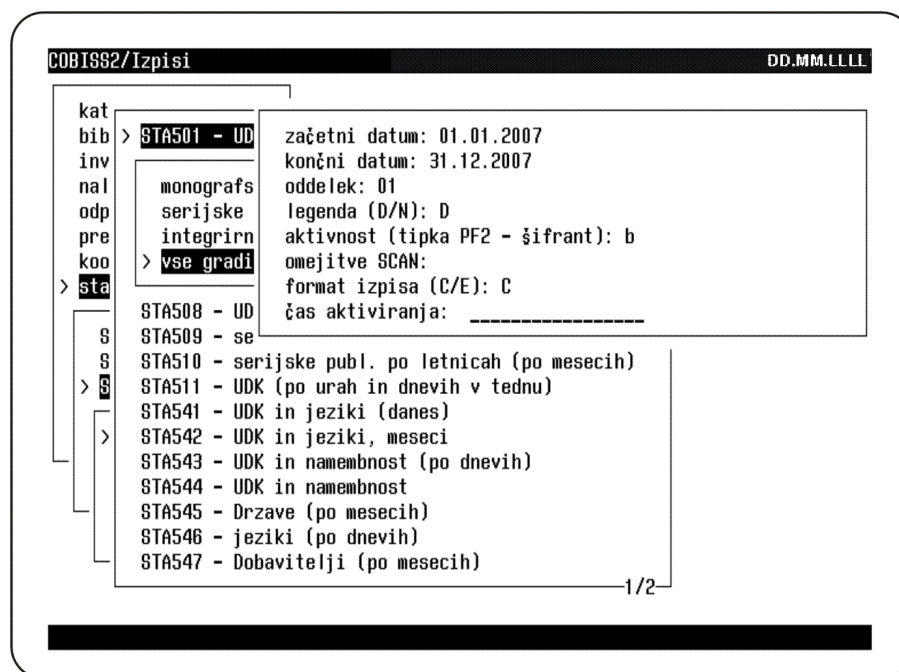 COBISS2/Izpisi DD.MM.LLLL
kat
bib > STA501 - UD
inv
nal
odp
pre
koo
> sta
monografs
serijske
integrirn
> vse gradi
začetni datum: 01.01.2007
končni datum: 31.12.2007
oddelek: 01
legenda (D/N): D
aktivnost (tipka PF2 - šifrant): b
omejitve SCAN:
format izpisa (C/E): C
čas aktiviranja: _________________
STA508 - UD
S STA509 - se
S STA510 - serijske publ. po letnicah (po mesecih)
> S STA511 - UDK (po urah in dnevih v tednu)
STA541 - UDK in jeziki (danes)
> STA542 - UDK in jeziki, meseci
STA543 - UDK in namembnost (po dnevih)
STA544 - UDK in namembnost
STA545 - Drzave (po mesecih)
STA546 - jeziki (po dnevih)
STA547 - Dobavitelji (po mesecih)
1/2